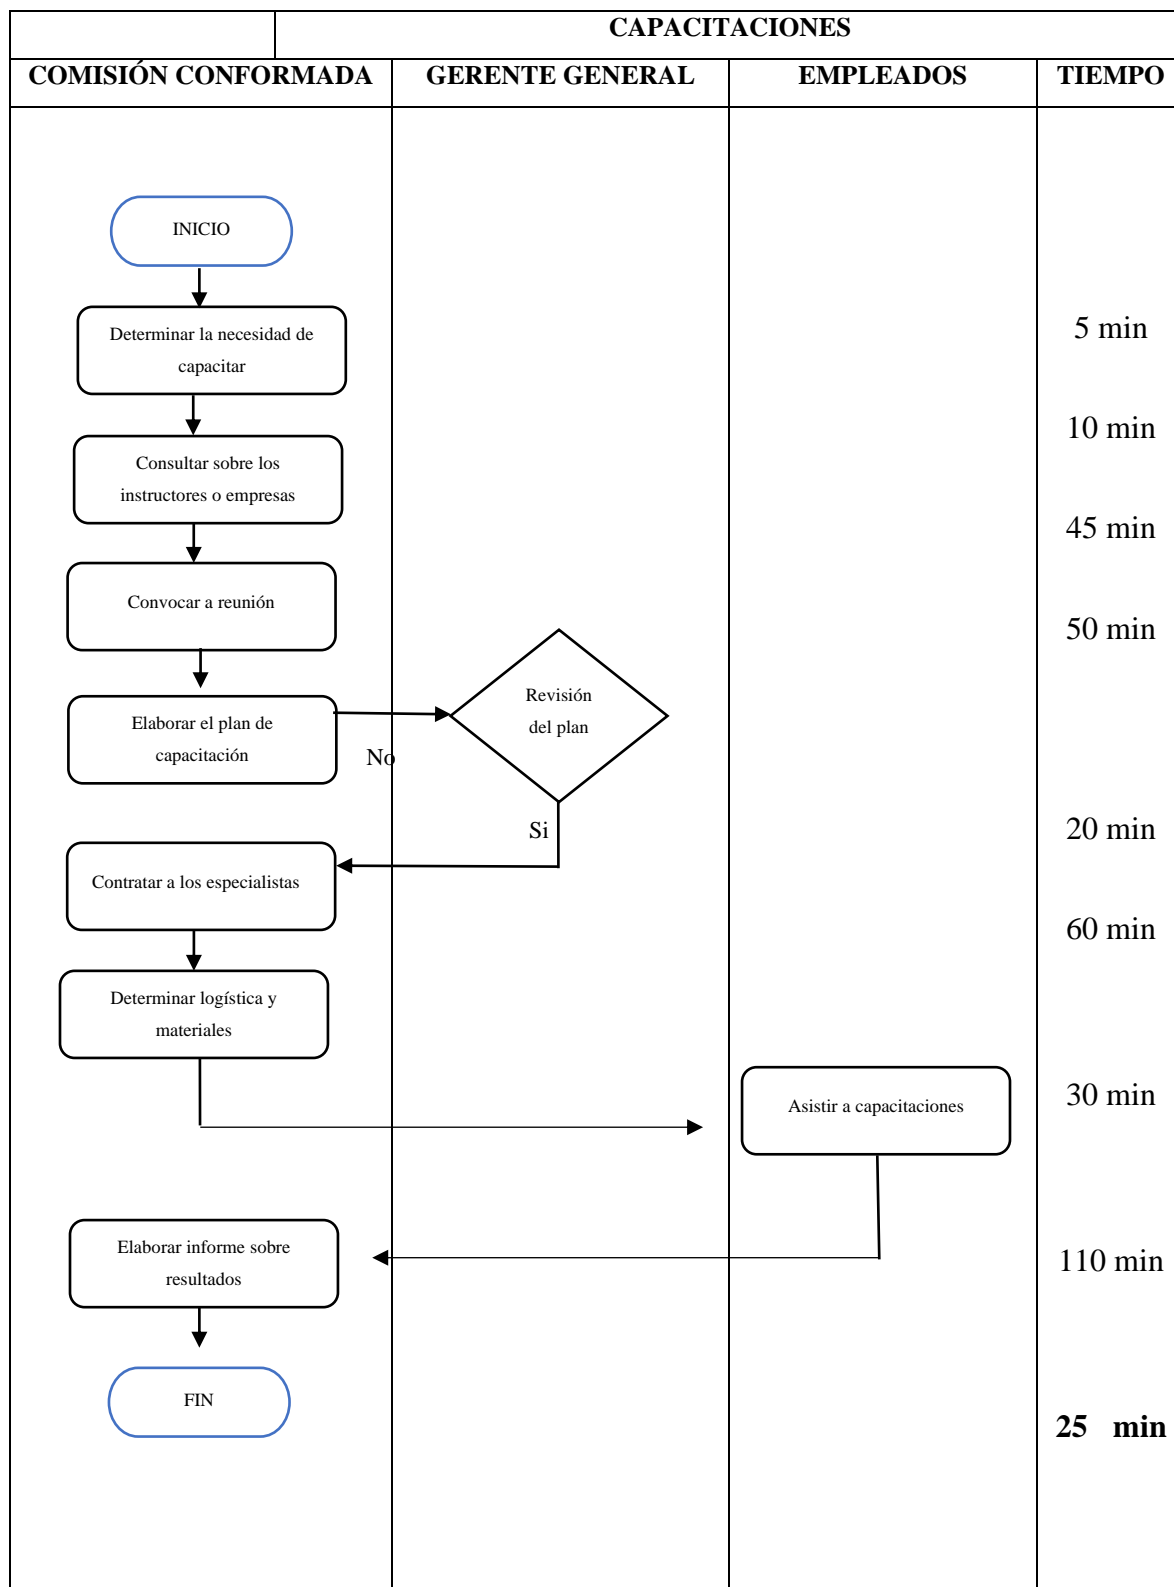 CAPACITACIONES
COMISIÓN CONFORMADA
GERENTE GENERAL
EMPLEADOS
TIEMPO
INICIO
Determinar la necesidad de
capacitar
5 min
10 min
Consultar sobre los
instructores o empresas
45 min
Convocar a reunión
50 min
Elaborar el plan de
capacitación
Revisión
del plan
No
Si
20 min
Contratar a los especialistas
60 min
Determinar logística y
materiales
Asistir a capacitaciones
30 min
Elaborar informe sobre
resultados
110 min
FIN
25 min